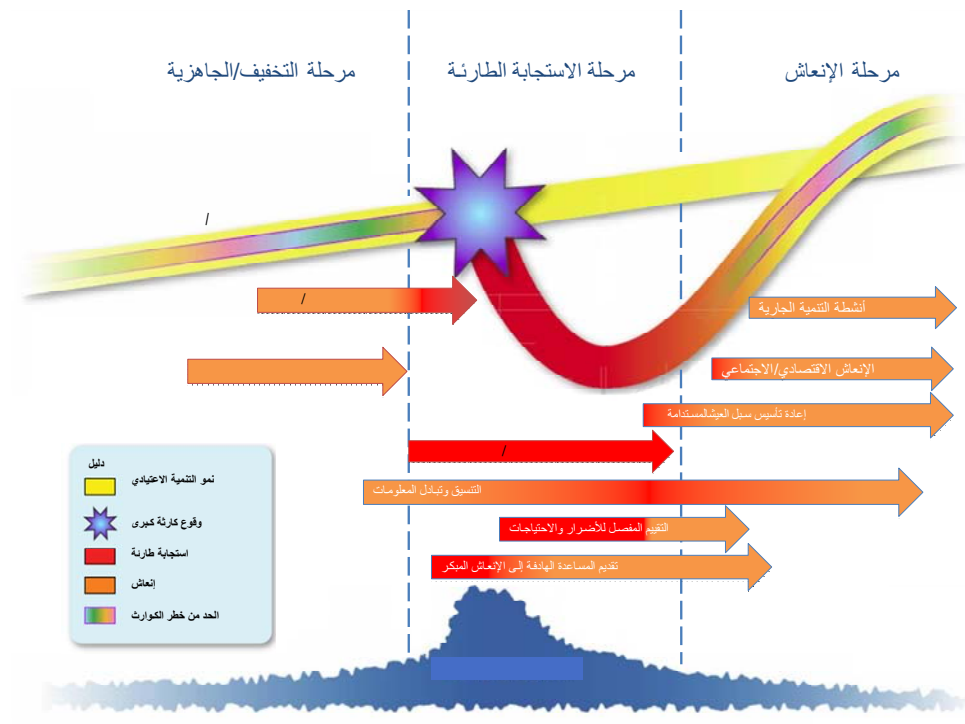 مرحلة التخفيف/الجاهزية
مرحلة الاستجابة الطارئة
مرحلة الإنعاش
/
/
أنشطة التنمية الجارية
الإنعاش الاقتصادي/الاجتماعي
إعادة تأسيس سبل العيشالمستدامة
/
التنسيق وتبادل المعلومات
التقييم المفصل للأضرار والاحتياجات
تقديم المساعدة الهادفة إلى الإنعاش المبكر
دليل
نمو التنمية الاعتيادي
وقوع كارثة كبرى
استجابة طارئة
إنعاش
الحد من خطر الكوارث